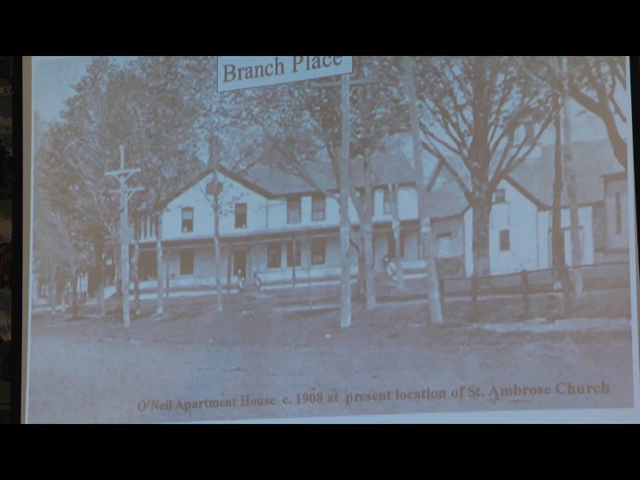 Branch Place
O'Neil Apartment House c. 1908 at present location of St. Ambrose Church